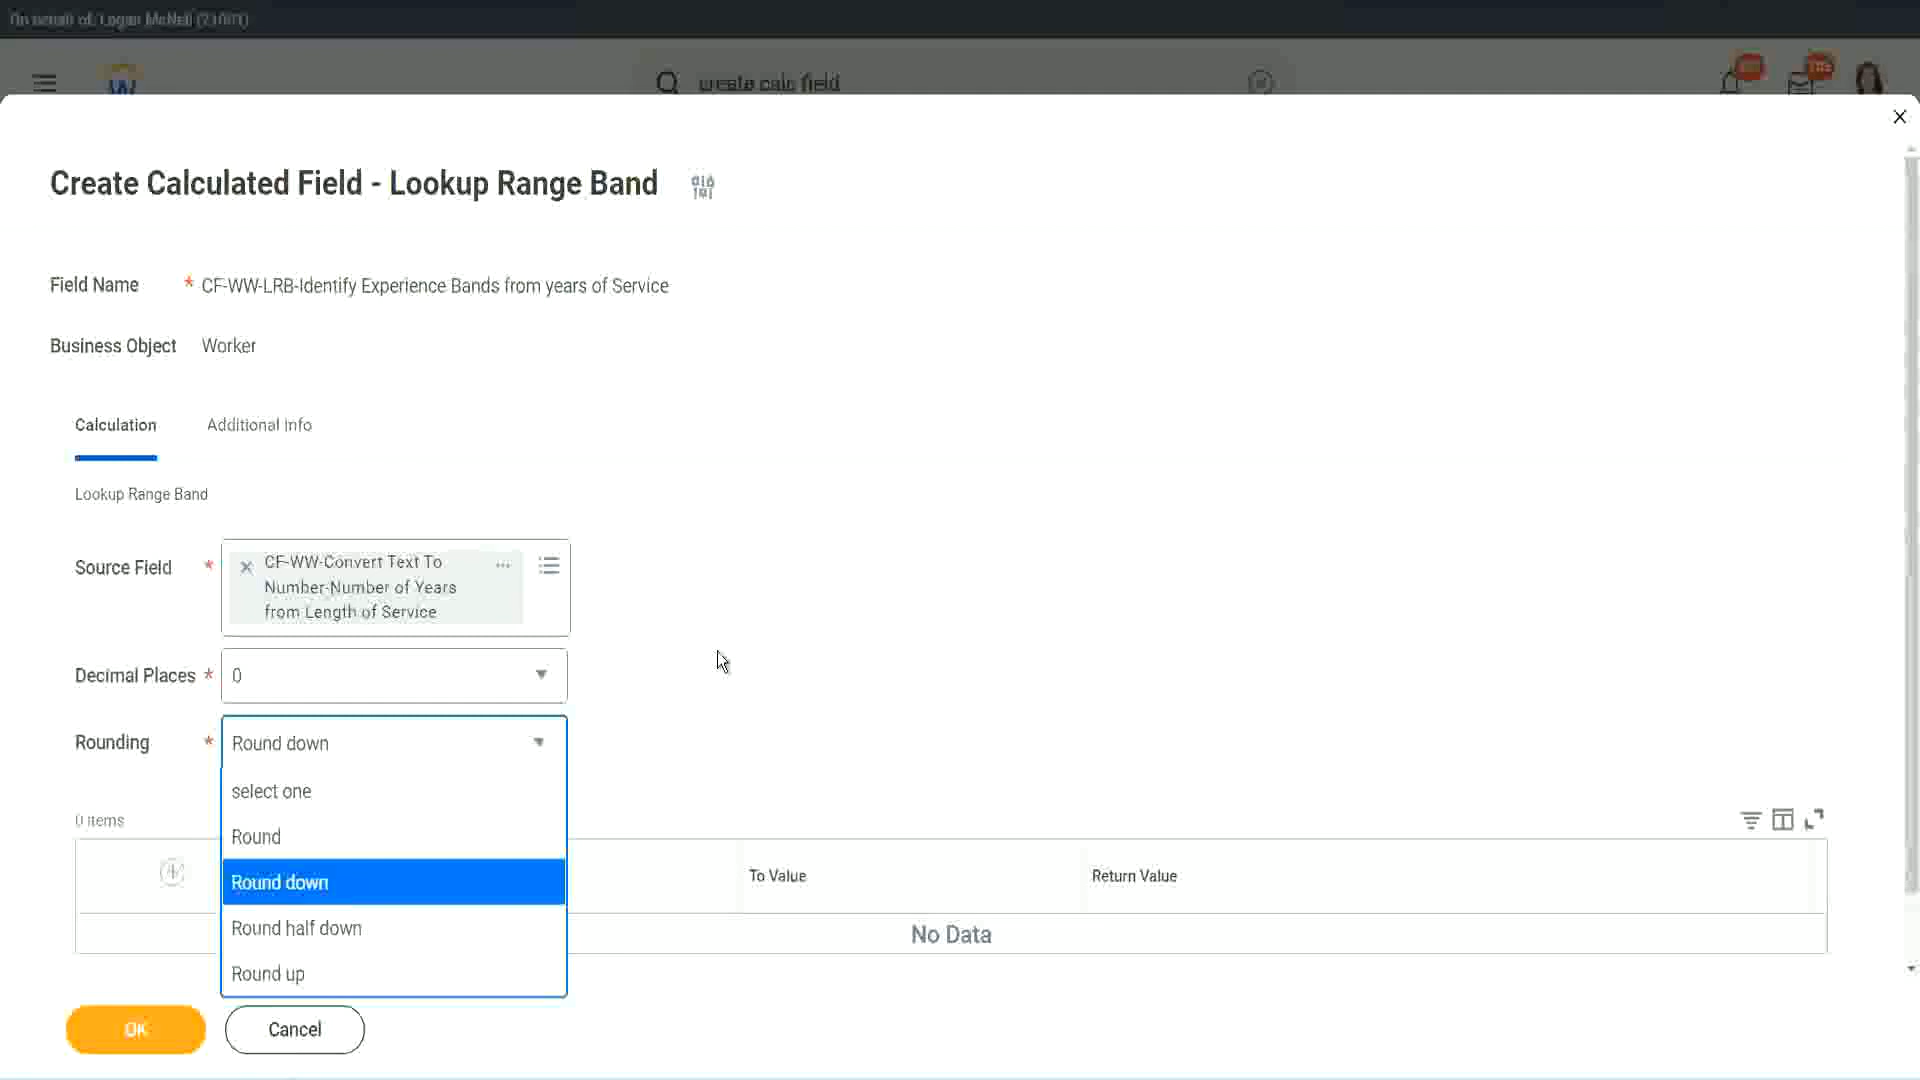 On behalf of: Logan McNeil (21001)
create calc field
Create Calculated Field - Lookup Range Band
Field Name * CF-WW-LRB-Identify Experience Bands from years of Service
Business Object Worker
Calculation Additional Info
Lookup Range Band
Source Field * CF-WW-Convert Text To
Number-Number of Years
from Length of Service
Decimal Places * 0
Rounding * Round down
select one
Round
Round down
Round half down
Round up
0 items
To Value Return Value
No Data
OK Cancel